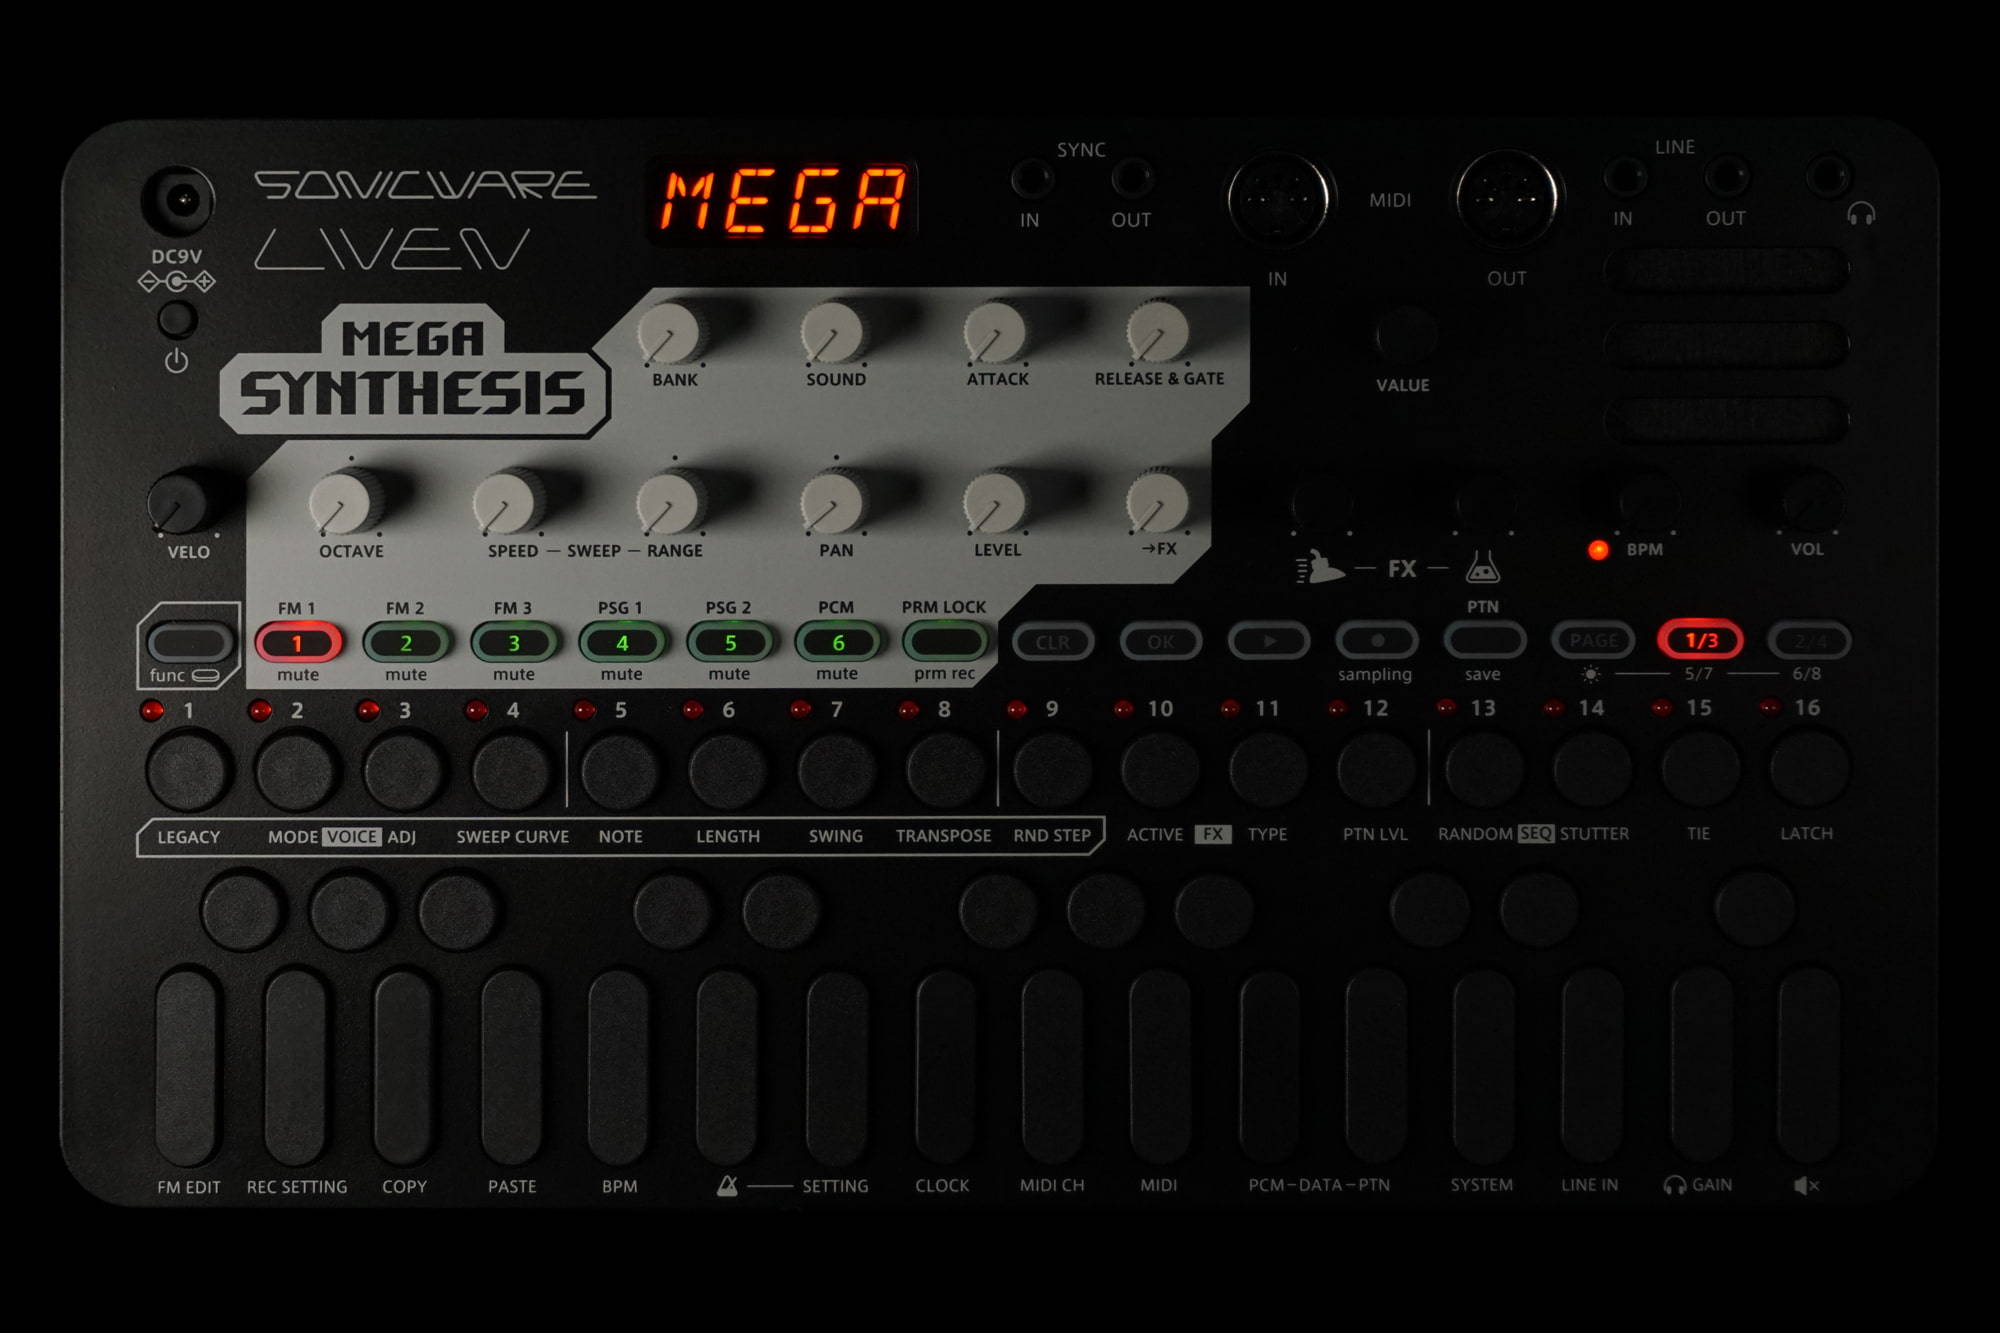 SONICWARE
LIVEN
MEGA
SYNC
IN
OUT
MIDI
IN
OUT
LINE
IN
OUT
DC9V
MEGA
SYNTHESIS
BANK
SOUND
ATTACK
RELEASE & GATE
VALUE
VELO
OCTAVE
SPEED — SWEEP — RANGE
PAN
LEVEL
→FX
— FX —
BPM
VOL
FM 1
FM 2
FM 3
PSG 1
PSG 2
PCM
PRM LOCK
PTN
1
2
3
4
5
6
CLR
OK
PAGE
1/3
2/4
func
mute
mute
mute
mute
mute
mute
prm rec
sampling
save
5/7
6/8
1 2 3 4 5 6 7 8 9 10 11 12 13 14 15 16
LEGACY
MODE VOICE ADJ
SWEEP CURVE
NOTE
LENGTH
SWING
TRANSPOSE
RND STEP
ACTIVE FX TYPE
PTN LVL
RANDOM SEQ STUTTER
TIE
LATCH
FM EDIT
REC SETTING
COPY
PASTE
BPM
SETTING
CLOCK
MIDI CH
MIDI
PCM–DATA–PTN
SYSTEM
LINE IN
GAIN